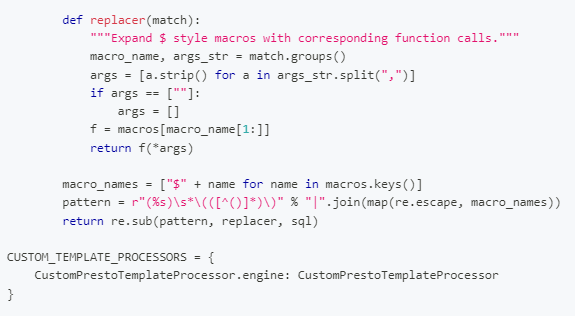 def replacer(match):
"""Expand $ style macros with corresponding function calls."""
macro_name, args_str = match.groups()
args = [a.strip() for a in args_str.split(",")]
if args == [""]:
args = []
f = macros[macro_name[1:]]
return f(*args)
macro_names = ["$" + name for name in macros.keys()]
pattern = r"(%s)\s*\(([^()]*)\)" % "|".join(map(re.escape, macro_names))
return re.sub(pattern, replacer, sql)
CUSTOM_TEMPLATE_PROCESSORS = {
CustomPrestoTemplateProcessor.engine: CustomPrestoTemplateProcessor
}